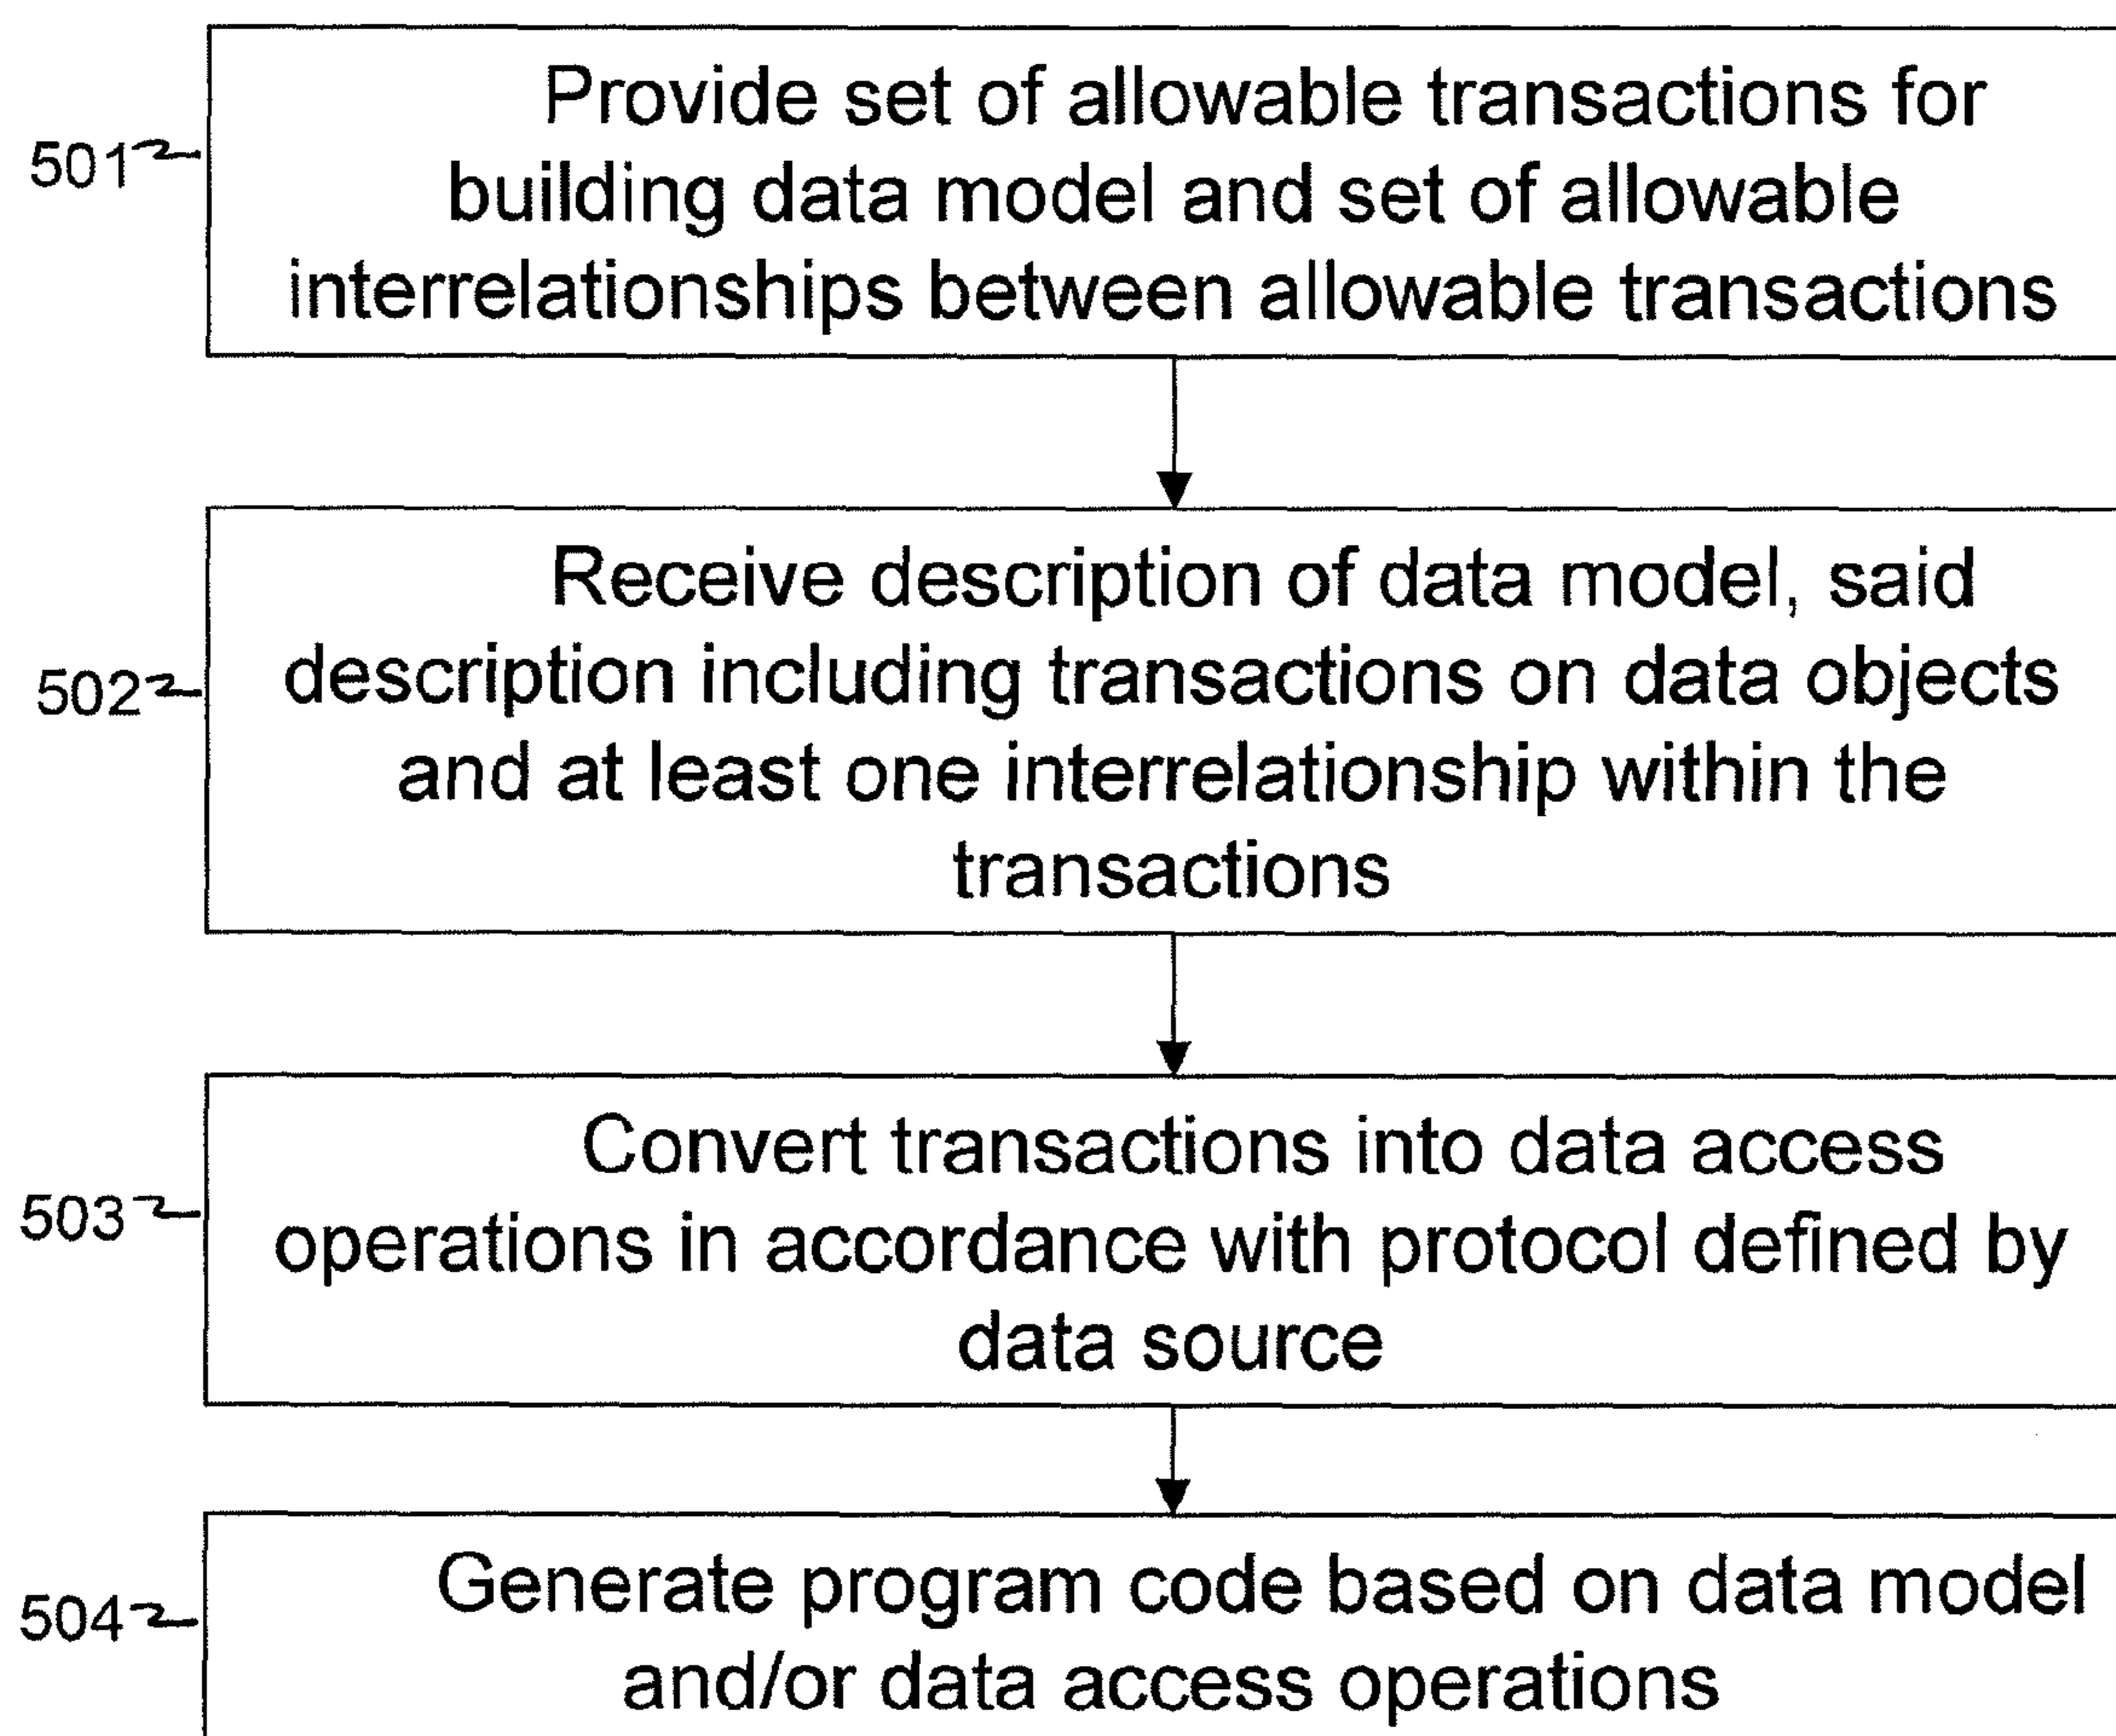 Provide set of allowable transactions for
501
building data model and set of allowable
interrelationships between allowable transactions
Receive description of data model, said
502
description including transactions on data objects
and at least one interrelationship within the
transactions
Convert transactions into data access
503
operations in accordance with protocol defined by
data source
504
Generate program code based on data model
and/or data access operations